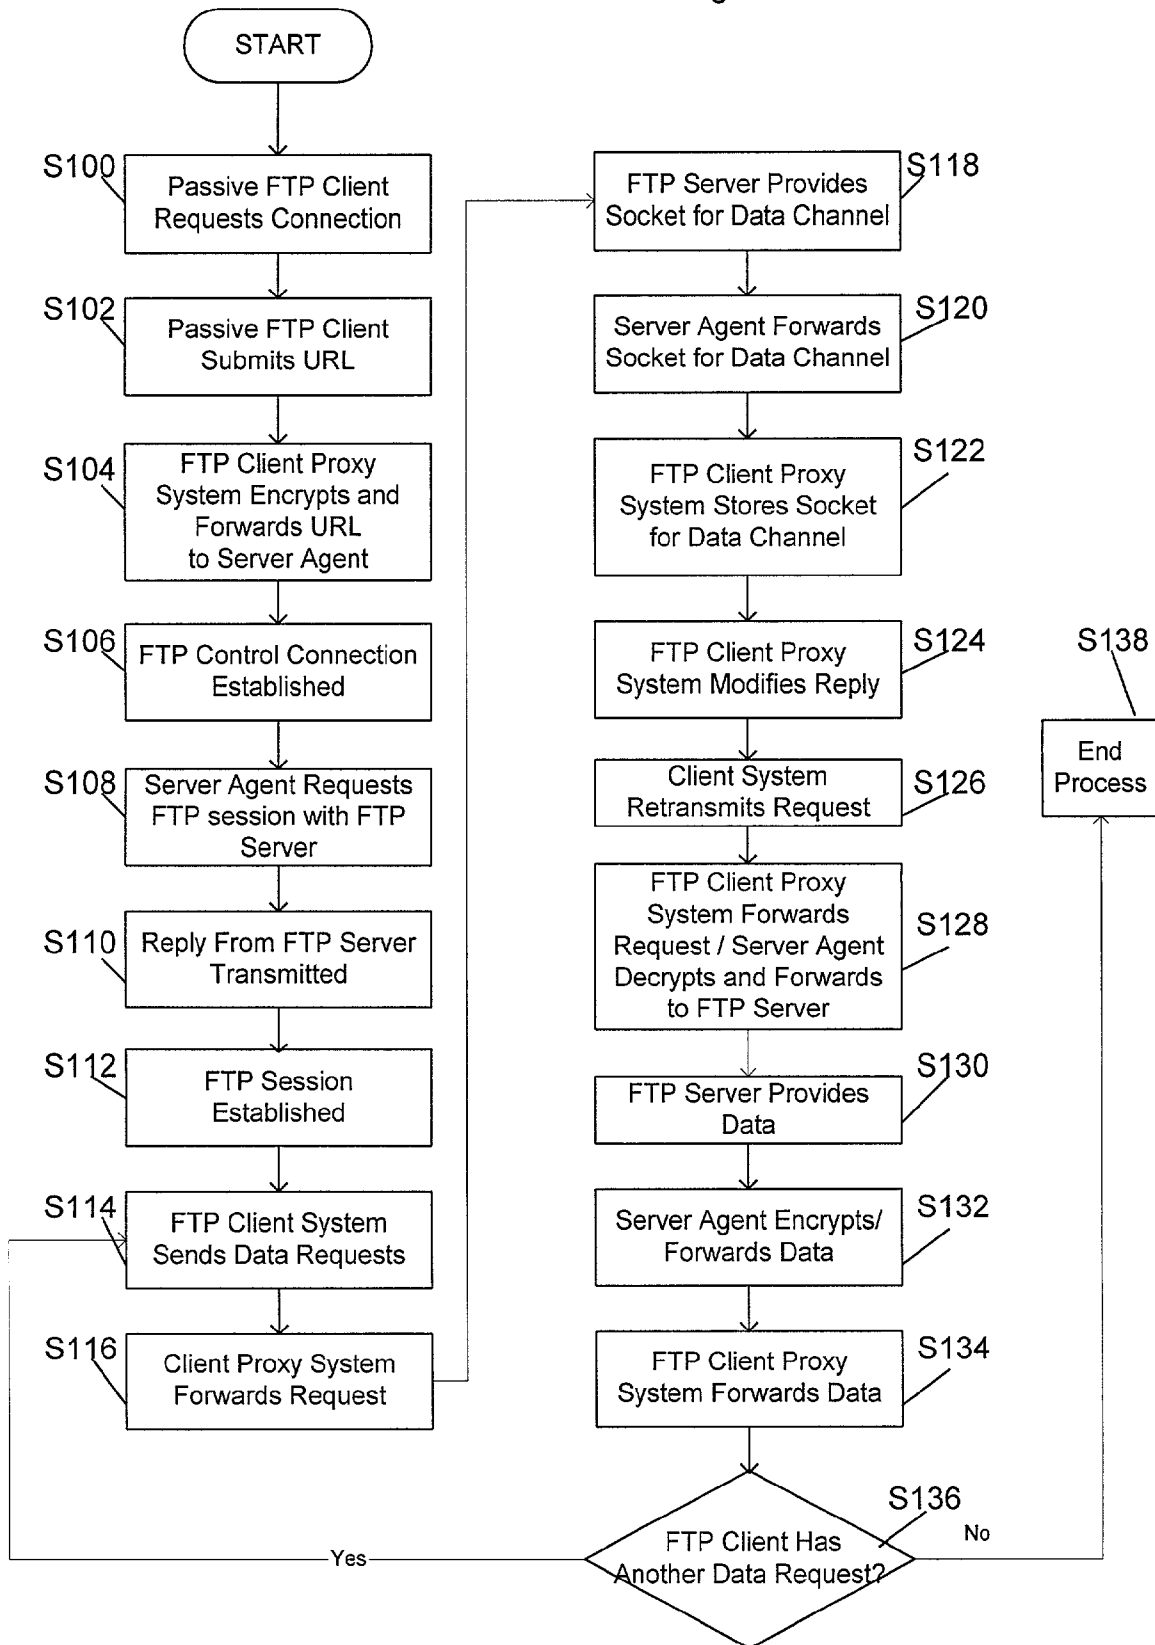 START
S100
Passive FTP Client
Requests Connection
S102
Passive FTP Client
Submits URL
S104
FTP Client Proxy
System Encrypts and
Forwards URL
to Server Agent
S106
FTP Control Connection
Established
S108
Server Agent Requests
FTP session with FTP
Server
S110
Reply From FTP Server
Transmitted
S112
FTP Session
Established
S114
FTP Client System
Sends Data Requests
S116
Client Proxy System
Forwards Request
S118
FTP Server Provides
Socket for Data Channel
S120
Server Agent Forwards
Socket for Data Channel
S122
FTP Client Proxy
System Stores Socket
for Data Channel
S124
FTP Client Proxy
System Modifies Reply
S126
Client System
Retransmits Request
S128
FTP Client Proxy
System Forwards
Request / Server Agent
Decrypts and Forwards
to FTP Server
S130
FTP Server Provides
Data
S132
Server Agent Encrypts/
Forwards Data
S134
FTP Client Proxy
System Forwards Data
S136
FTP Client Has
Another Data Request?
Yes
No
S138
End
Process